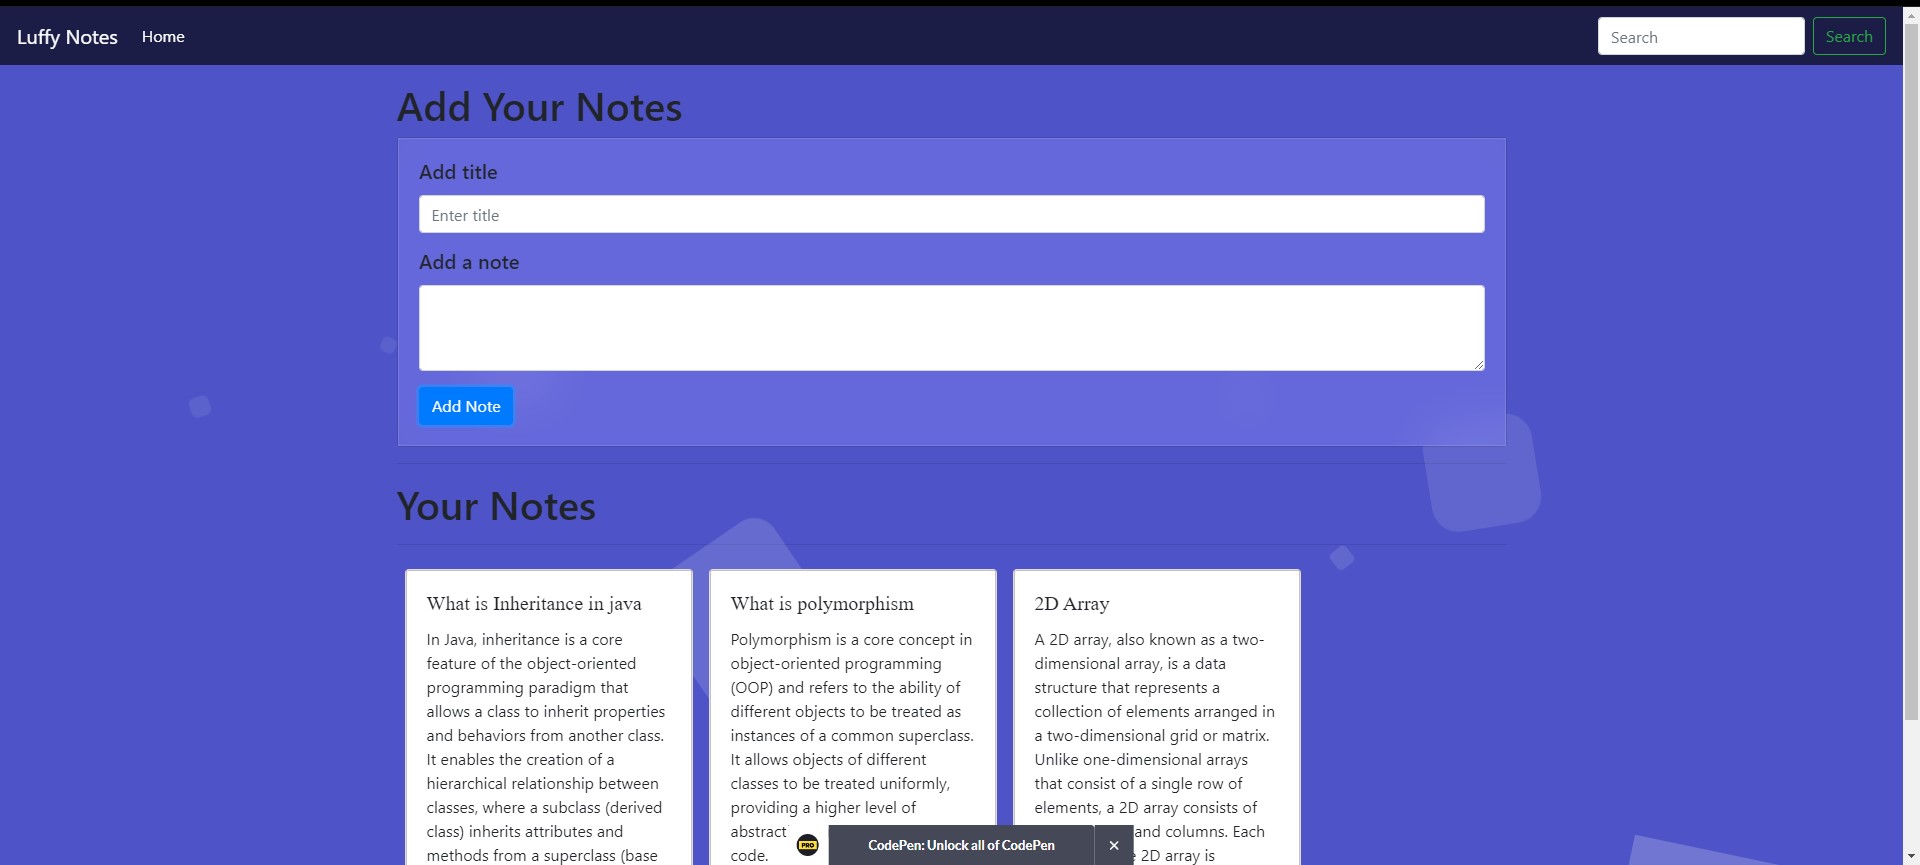 Luffy Notes Home Search Search
Add Your Notes
Add title
Enter title
Add a note
Add Note
Your Notes
What is Inheritance in java
In Java, inheritance is a core
feature of the object-oriented
programming paradigm that
allows a class to inherit properties
and behaviors from another class.
It enables the creation of a
hierarchical relationship between
classes, where a subclass (derived
class) inherits attributes and
methods from a superclass (base
What is polymorphism
Polymorphism is a core concept in
object-oriented programming
(OOP) and refers to the ability of
different objects to be treated as
instances of a common superclass.
It allows objects of different
classes to be treated uniformly,
providing a higher level of
abstract
code.
2D Array
A 2D array, also known as a two-
dimensional array, is a data
structure that represents a
collection of elements arranged in
a two-dimensional grid or matrix.
Unlike one-dimensional arrays
that consist of a single row of
elements, a 2D array consists of
and columns. Each
2D array is
PRO CodePen: Unlock all of CodePen ×